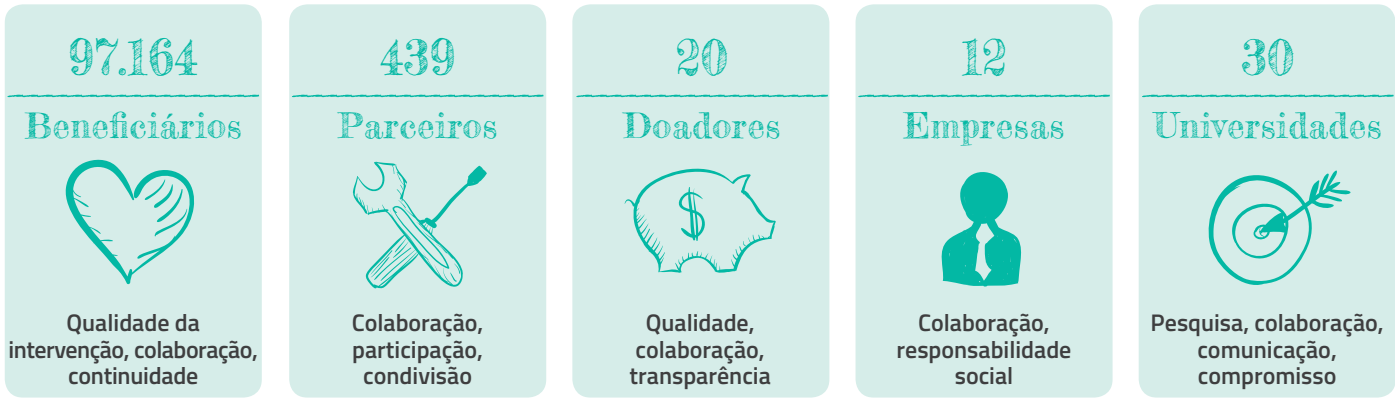 97.164
Beneficiários
Qualidade da
intervenção, colaboração,
continuidade
439
Parceiros
Colaboração,
participação,
condivisão
20
Doadores
$
Qualidade,
colaboração,
transparência
12
Empresas
Colaboração,
responsabilidade
social
30
Universidades
Pesquisa, colaboração,
comunicação,
compromisso